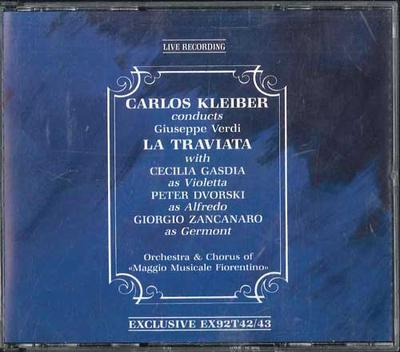 LIVE RECORDING
CARLOS KLEIBER
conducts
Giuseppe Verdi
LA TRAVIATA
with
CECILIA GASDIA
as Violetta
PETER DVORSKI
as Alfredo
GIORGIO ZANCANARO
as Germont
Orchestra & Chorus of
«Maggio Musicale Fiorentino»
EXCLUSIVE EX92T42/43